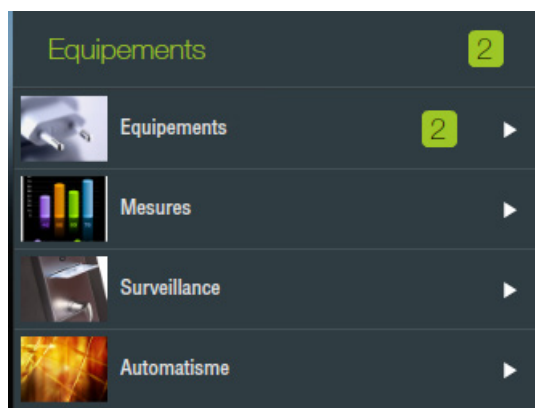 Equipements 2
Equipements 2
Mesures
Surveillance
Automatisme